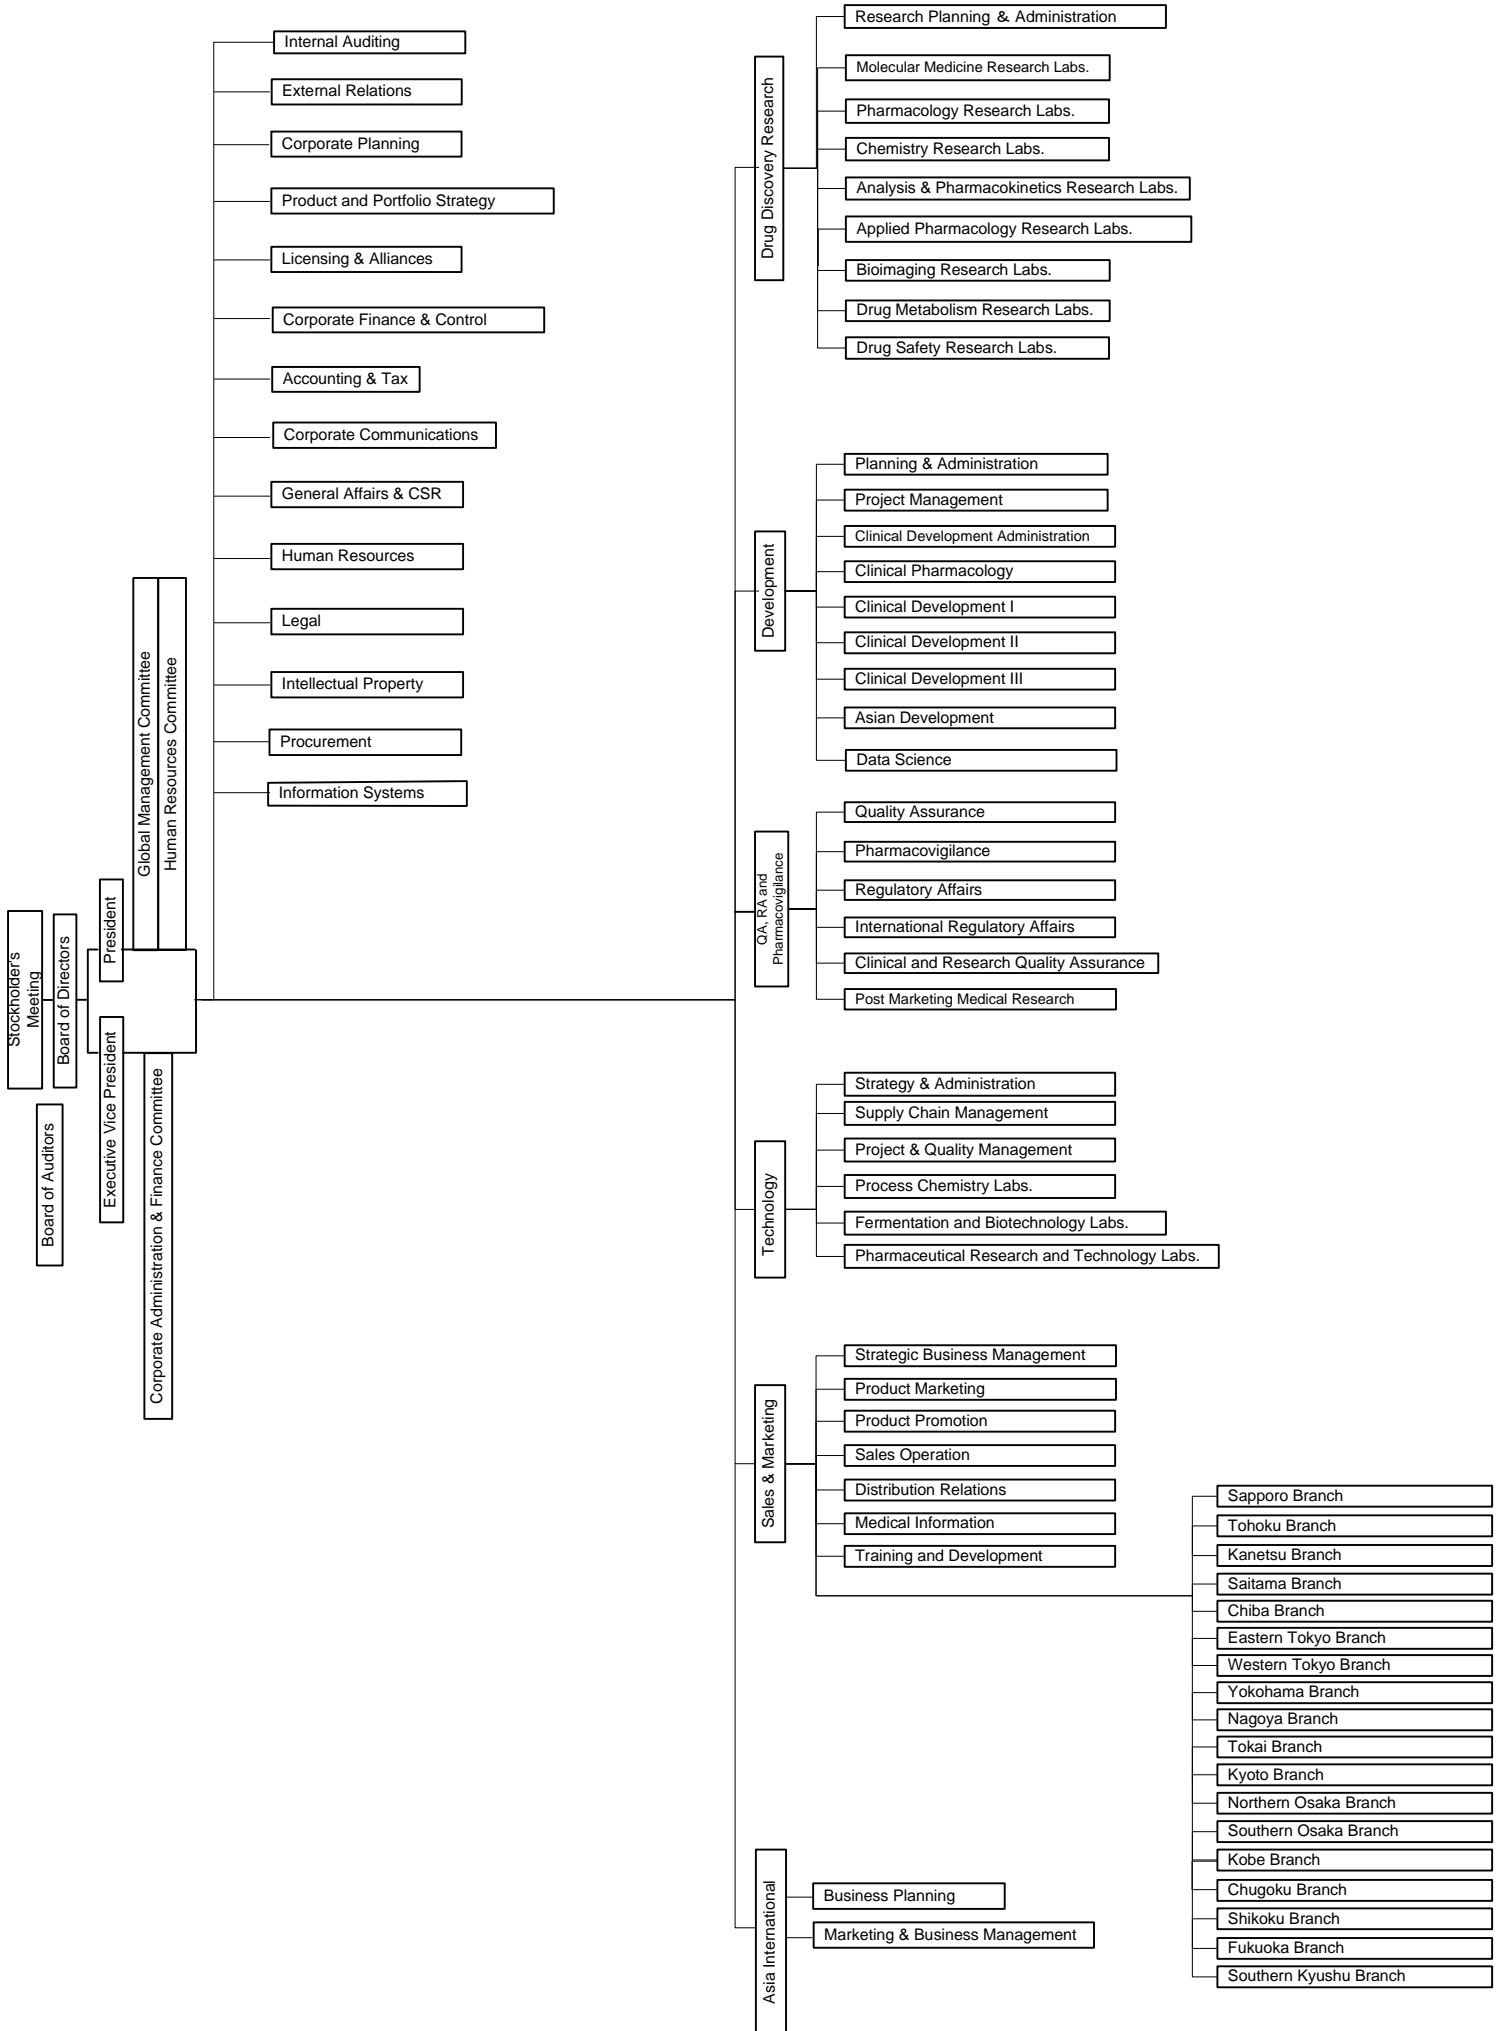 Stockholder's
Meeting
Board of Directors
Board of Auditors
President
Executive Vice President
Global Management Committee
Human Resources Committee
Corporate Administration & Finance Committee
Internal Auditing
External Relations
Corporate Planning
Product and Portfolio Strategy
Licensing & Alliances
Corporate Finance & Control
Accounting & Tax
Corporate Communications
General Affairs & CSR
Human Resources
Legal
Intellectual Property
Procurement
Information Systems
Drug Discovery Research
Research Planning & Administration
Molecular Medicine Research Labs.
Pharmacology Research Labs.
Chemistry Research Labs.
Analysis & Pharmacokinetics Research Labs.
Applied Pharmacology Research Labs.
Bioimaging Research Labs.
Drug Metabolism Research Labs.
Drug Safety Research Labs.
Development
Planning & Administration
Project Management
Clinical Development Administration
Clinical Pharmacology
Clinical Development I
Clinical Development II
Clinical Development III
Asian Development
Data Science
QA, RA and
Pharmacovigilance
Quality Assurance
Pharmacovigilance
Regulatory Affairs
International Regulatory Affairs
Clinical and Research Quality Assurance
Post Marketing Medical Research
Technology
Strategy & Administration
Supply Chain Management
Project & Quality Management
Process Chemistry Labs.
Fermentation and Biotechnology Labs.
Pharmaceutical Research and Technology Labs.
Sales & Marketing
Strategic Business Management
Product Marketing
Product Promotion
Sales Operation
Distribution Relations
Medical Information
Training and Development
Sapporo Branch
Tohoku Branch
Kanetsu Branch
Saitama Branch
Chiba Branch
Eastern Tokyo Branch
Western Tokyo Branch
Yokohama Branch
Nagoya Branch
Tokai Branch
Kyoto Branch
Northern Osaka Branch
Southern Osaka Branch
Kobe Branch
Chugoku Branch
Shikoku Branch
Fukuoka Branch
Southern Kyushu Branch
Asia International
Business Planning
Marketing & Business Management